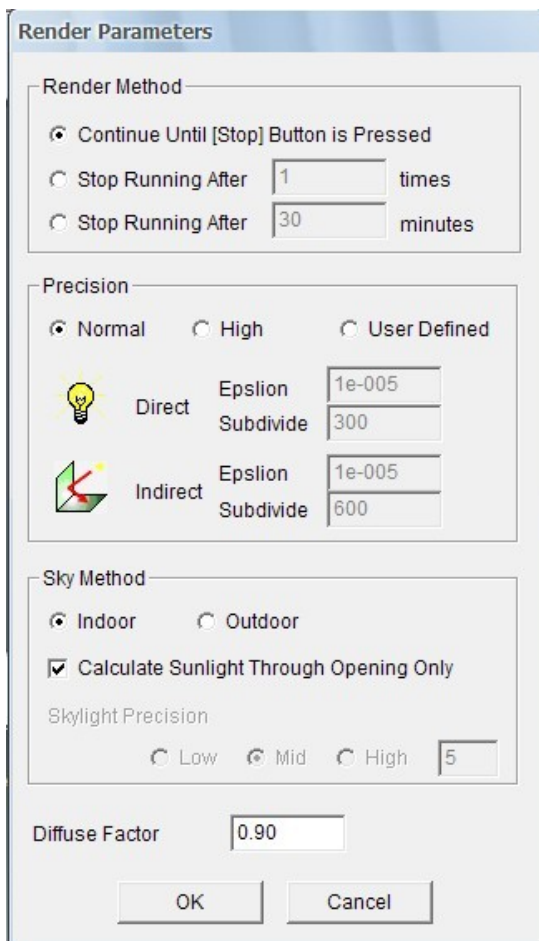 Render Parameters
Render Method
Continue Until [Stop] Button is Pressed
Stop Running After 1 times
Stop Running After 30 minutes
Precision
Normal High User Defined
Direct Epslion 1e-005
Subdivide 300
Indirect Epslion 1e-005
Subdivide 600
Sky Method
Indoor Outdoor
Calculate Sunlight Through Opening Only
Skylight Precision
Low Mid High 5
Diffuse Factor 0.90
OK Cancel